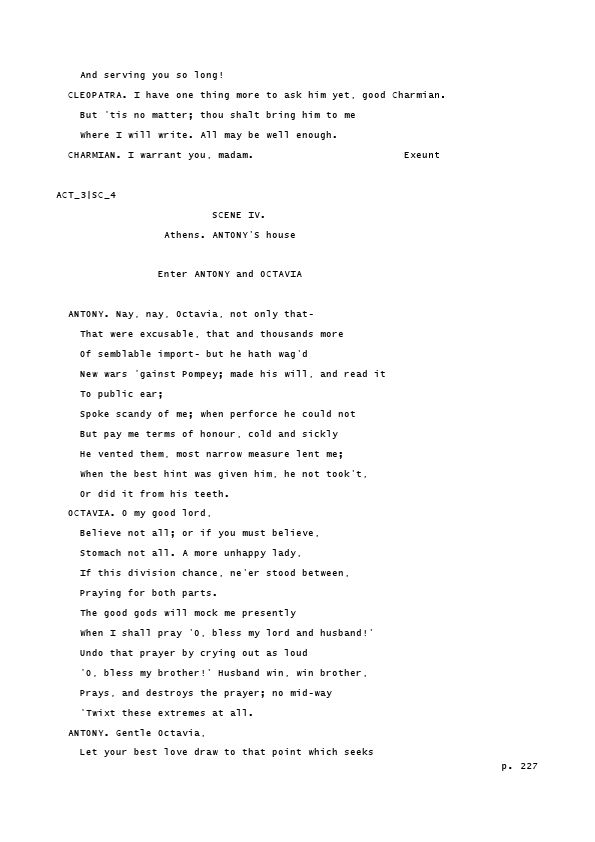 And serving you so long!
CLEOPATRA. I have one thing more to ask him yet, good Charmian.
But 'tis no matter; thou shalt bring him to me
Where I will write. All may be well enough.
CHARMIAN. I warrant you, madam. Exeunt
ACT_3|SC_4
SCENE IV.
Athens. ANTONY'S house
Enter ANTONY and OCTAVIA
ANTONY. Nay, nay, Octavia, not only that-
That were excusable, that and thousands more
Of semblable import- but he hath wag'd
New wars 'gainst Pompey; made his will, and read it
To public ear;
Spoke scandy of me; when perforce he could not
But pay me terms of honour, cold and sickly
He vented them, most narrow measure lent me;
When the best hint was given him, he not took't,
Or did it from his teeth.
OCTAVIA. O my good lord,
Believe not all; or if you must believe,
Stomach not all. A more unhappy lady,
If this division chance, ne'er stood between,
Praying for both parts.
The good gods will mock me presently
When I shall pray 'O, bless my lord and husband!'
Undo that prayer by crying out as loud
'O, bless my brother!' Husband win, win brother,
Prays, and destroys the prayer; no mid-way
'Twixt these extremes at all.
ANTONY. Gentle Octavia,
Let your best love draw to that point which seeks
p. 227